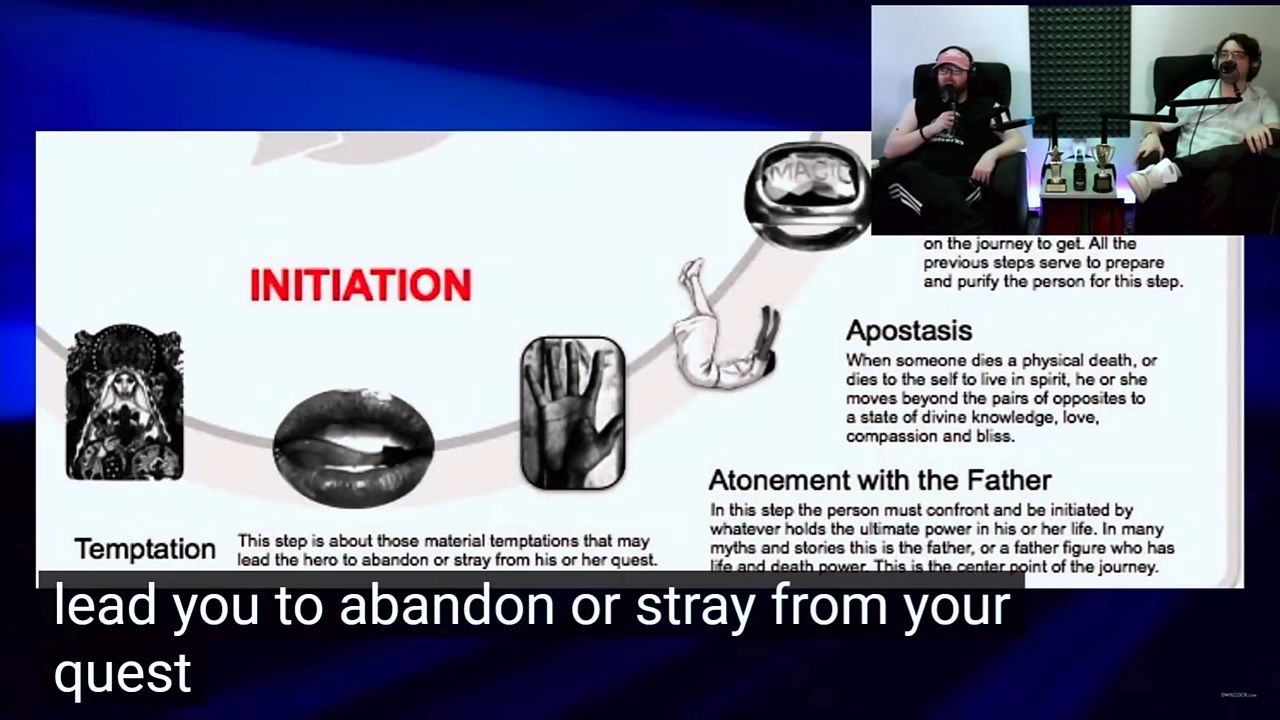 MAGIC
on the journey to get. All the
previous steps serve to prepare
and purify the person for this step.
INITIATION
Apostasis
When someone dies a physical death, or
dies to the self to live in spirit, he or she
moves beyond the pairs of opposites to
a state of divine knowledge, love,
compassion and bliss.
Atonement with the Father
In this step the person must confront and be initiated by
whatever holds the ultimate power in his or her life. In many
myths and stories this is the father, or a father figure who has
life and death power. This is the center point of the journey.
Temptation
This step is about those material temptations that may
lead the hero to abandon or stray from his or her quest.
lead you to abandon or stray from your
quest